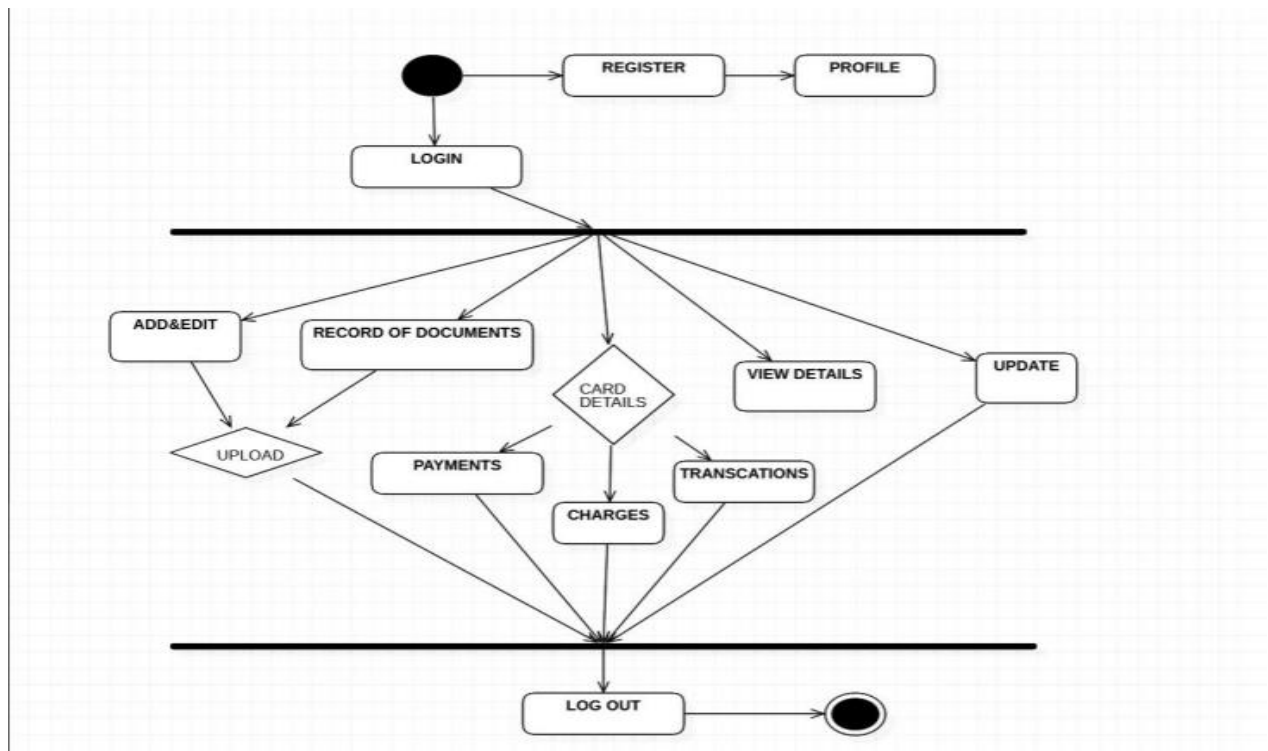 REGISTER
PROFILE
LOGIN
ADD&EDIT
RECORD OF DOCUMENTS
CARD
DETAILS
VIEW DETAILS
UPDATE
UPLOAD
PAYMENTS
TRANSCATIONS
CHARGES
LOG OUT